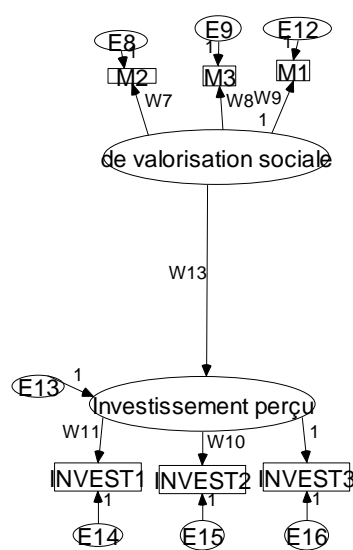 E8 E9 E12
1 1 1
M2 M3 M1
W7 W8 W9
1
de valorisation sociale
W13
E13 1
Investissement perçu
W11 W10 1
INVEST1 INVEST2 INVEST3
1 1 1
E14 E15 E16